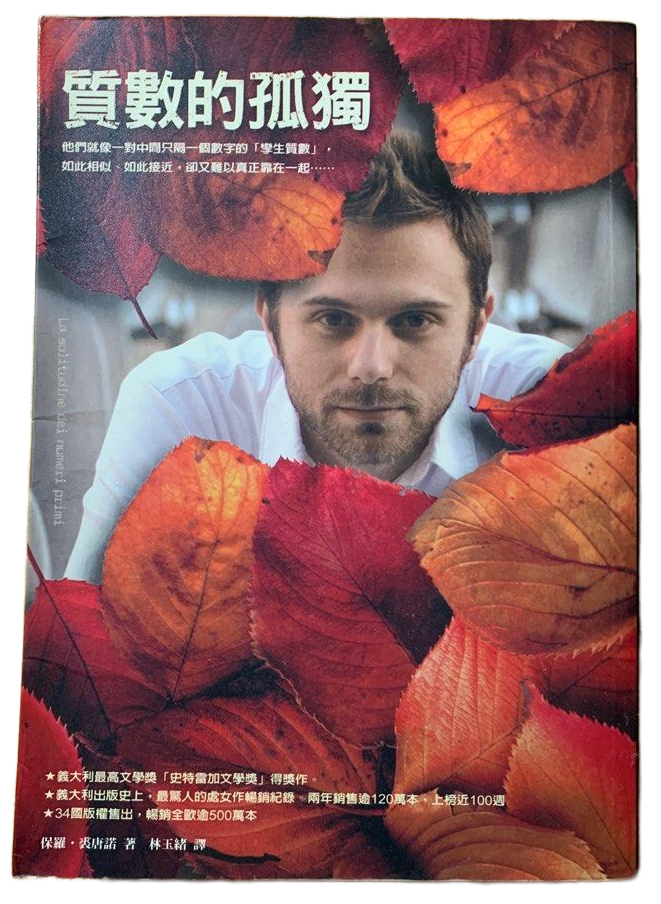 質數的孤獨
他們就像一對中間只隔一個數字的「孿生質數」，
如此相似、如此接近，卻又難以真正靠在一起……
La solitudine dei numeri primi
★義大利最高文學獎「史特雷加文學獎」得獎作。
★義大利出版史上，最驚人的處女作暢銷紀錄。兩年銷售逾120萬本，上榜近100週
★34國版權售出，暢銷全歐逾500萬本
保羅・裘唐諾 著 林玉緒 譯